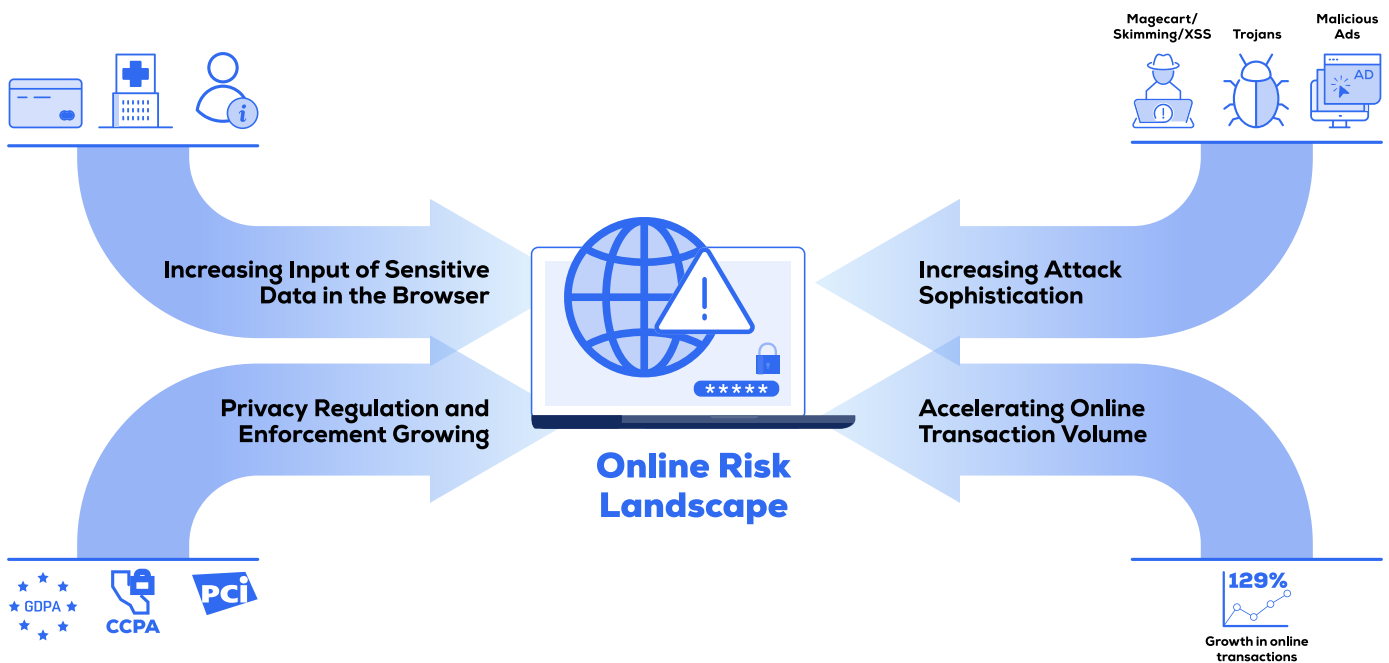 Magecart/
Skimming/XSS
Trojans
Malicious
Ads
AD
i
!
Increasing Input of Sensitive
Data in the Browser
Increasing Attack
Sophistication
!
*****
Privacy Regulation and
Enforcement Growing
Accelerating Online
Transaction Volume
Online Risk
Landscape
GDPA
CCPA
PCi
129%
Growth in online
transactions